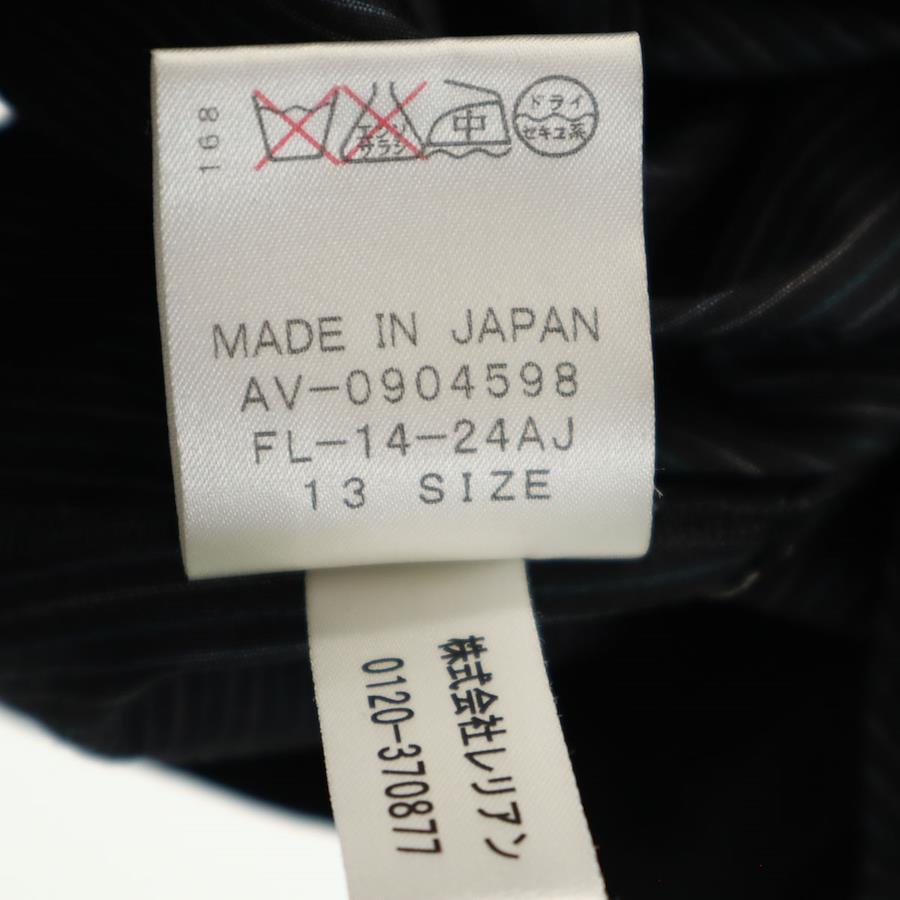 168
エンソ
サラシ
中
ドライ
セキユ系
MADE IN JAPAN
AV-0904598
FL-14-24AJ
13 SIZE
株式会社レリアン
0120-370877